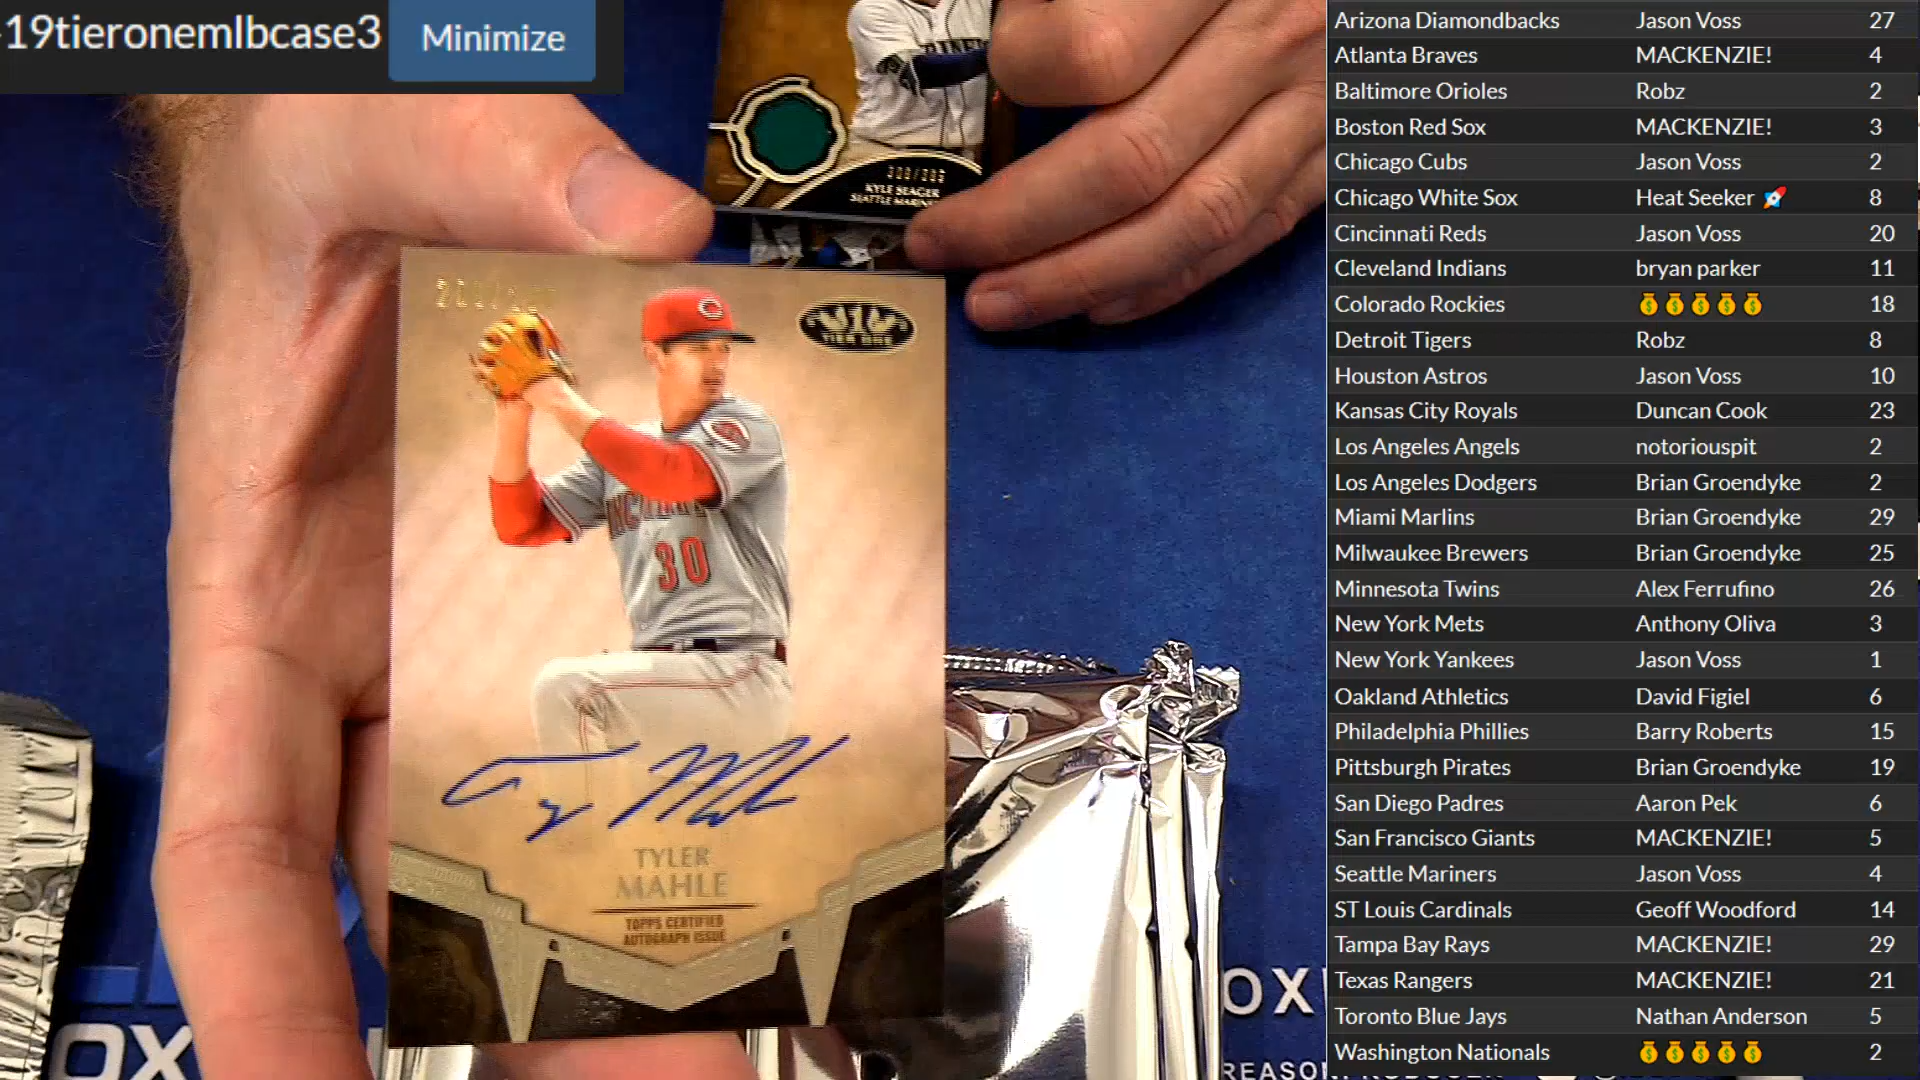 -19tieronemlbcase3
Minimize
KYLE SEAGER
SEATTLE MARINERS
TIER ONE
30
TYLER
MAHLE
TOPPS CERTIFIED
AUTOGRAPH ISSUE
OX
OX
Arizona Diamondbacks Jason Voss 27
Atlanta Braves MACKENZIE! 4
Baltimore Orioles Robz 2
Boston Red Sox MACKENZIE! 3
Chicago Cubs Jason Voss 2
Chicago White Sox Heat Seeker 🚀 8
Cincinnati Reds Jason Voss 20
Cleveland Indians bryan parker 11
Colorado Rockies 💰💰💰💰💰 18
Detroit Tigers Robz 8
Houston Astros Jason Voss 10
Kansas City Royals Duncan Cook 23
Los Angeles Angels notoriouspit 2
Los Angeles Dodgers Brian Groendyke 2
Miami Marlins Brian Groendyke 29
Milwaukee Brewers Brian Groendyke 25
Minnesota Twins Alex Ferrufino 26
New York Mets Anthony Oliva 3
New York Yankees Jason Voss 1
Oakland Athletics David Figiel 6
Philadelphia Phillies Barry Roberts 15
Pittsburgh Pirates Brian Groendyke 19
San Diego Padres Aaron Pek 6
San Francisco Giants MACKENZIE! 5
Seattle Mariners Jason Voss 4
ST Louis Cardinals Geoff Woodford 14
Tampa Bay Rays MACKENZIE! 29
Texas Rangers MACKENZIE! 21
Toronto Blue Jays Nathan Anderson 5
Washington Nationals 💰💰💰💰💰 2